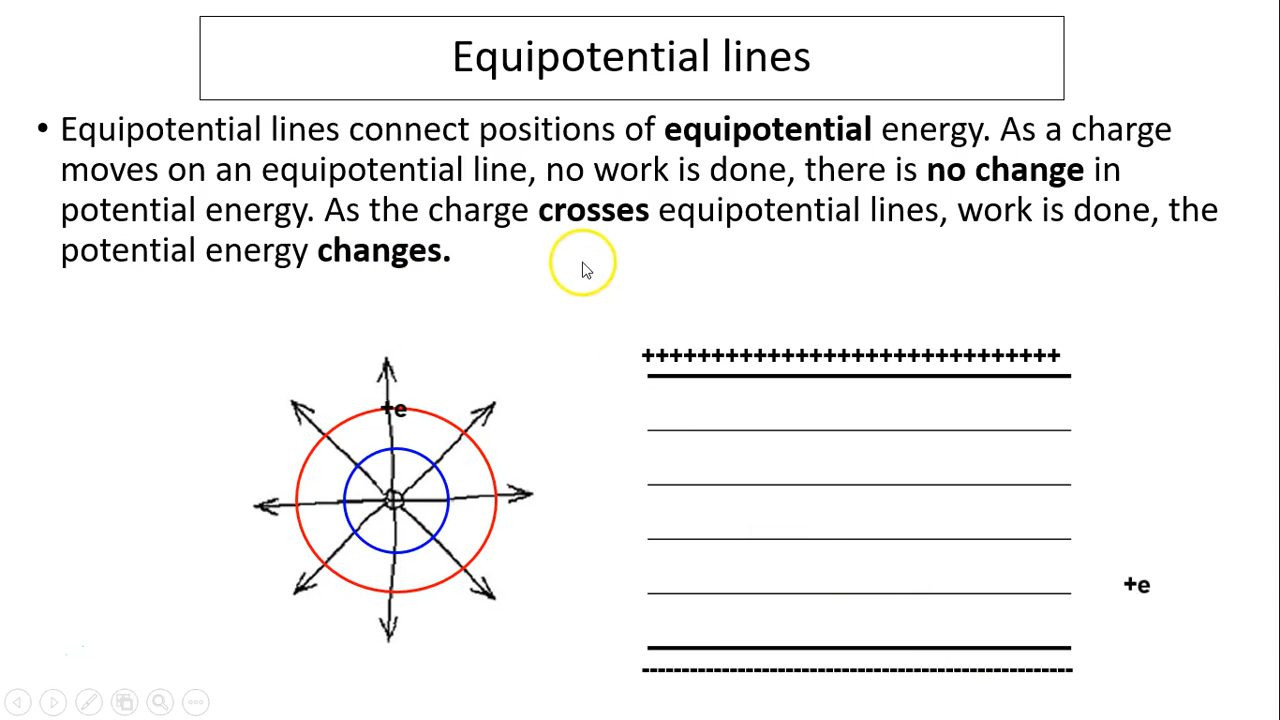 Equipotential lines
• Equipotential lines connect positions of equipotential energy. As a charge
moves on an equipotential line, no work is done, there is no change in
potential energy. As the charge crosses equipotential lines, work is done, the
potential energy changes.
++++++++++++++++++++++++++++++
+e
+e
-----------------------------------------------------